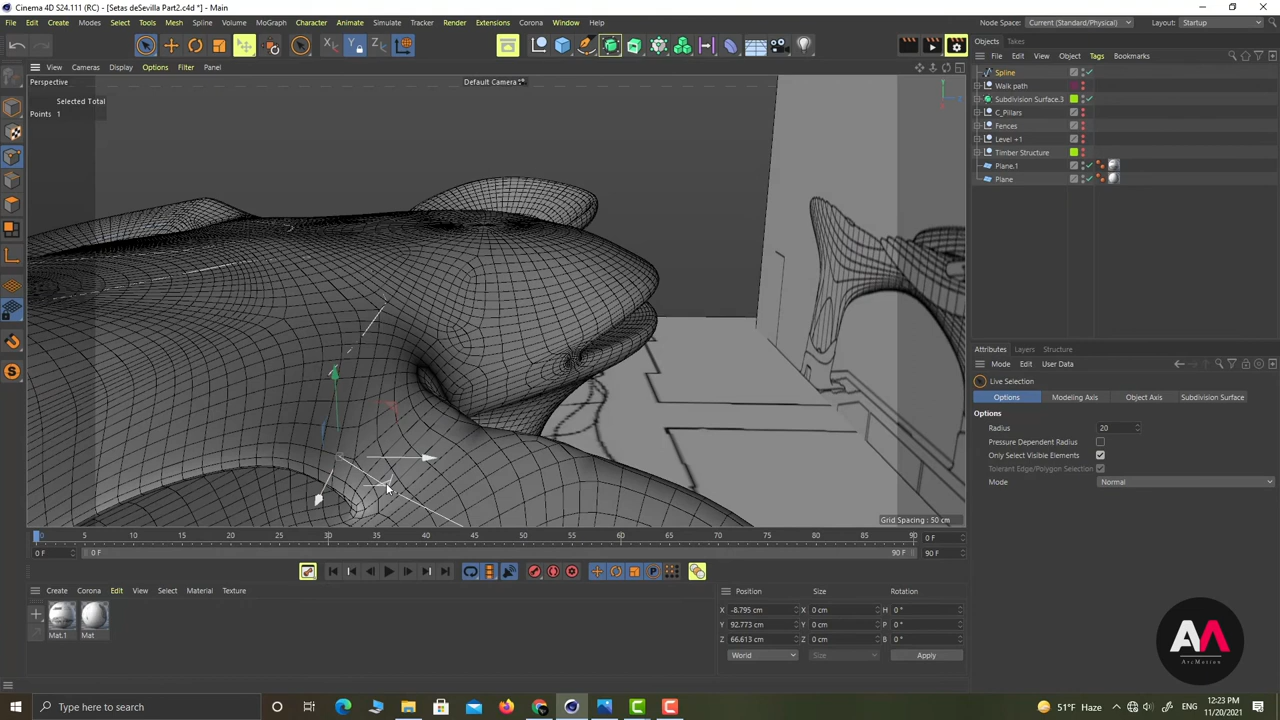 Cinema 4D S24.111 (RC) - [Setas deSevilla Part2.c4d *] - Main
File Edit Create Modes Select Tools Mesh Spline Volume MoGraph Character Animate Simulate Tracker Render Extensions Corona Window Help
Node Space: Current (Standard/Physical) Layout: Startup
View Cameras Display Options Filter Panel
Perspective
Default Camera
Selected Total
Points 1
Grid Spacing : 50 cm
Objects Takes
File Edit View Object Tags Bookmarks
Spline
Walk path
Subdivision Surface.3
C_Pillars
Fences
Level +1
Timber Structure
Plane.1
Plane
Attributes Layers Structure
Mode Edit User Data
Live Selection
Options Modeling Axis Object Axis Subdivision Surface
Options
Radius 20
Pressure Dependent Radius
Only Select Visible Elements
Tolerant Edge/Polygon Selection
Mode Normal
0 5 10 15 20 25 30 35 40 45 50 55 60 65 70 75 80 85 90 0 F
0 F 0 F 90 F 90 F
Create Corona Edit View Select Material Texture
Mat.1 Mat
Position Size Rotation
X -8.795 cm X 0 cm H 0 °
Y 92.773 cm Y 0 cm P 0 °
Z 66.613 cm Z 0 cm B 0 °
World Size Apply
ArcMotion
Type here to search
51°F Haze
12:23 PM
11/20/2021